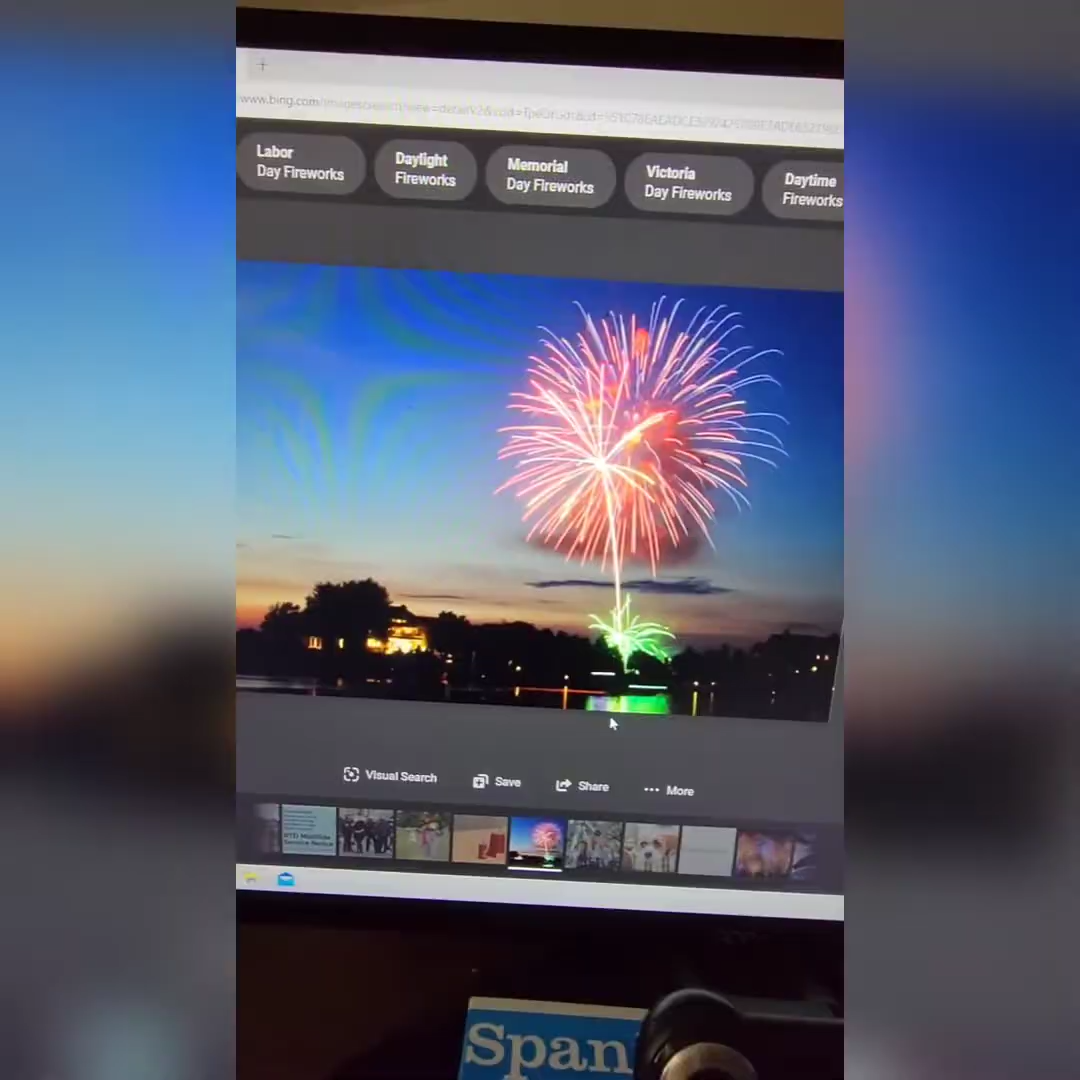 +
www.bing.com
Labor
Day Fireworks
Daylight
Fireworks
Memorial
Day Fireworks
Victoria
Day Fireworks
Daytime
Fireworks
Visual Search
Save
Share
More
Span